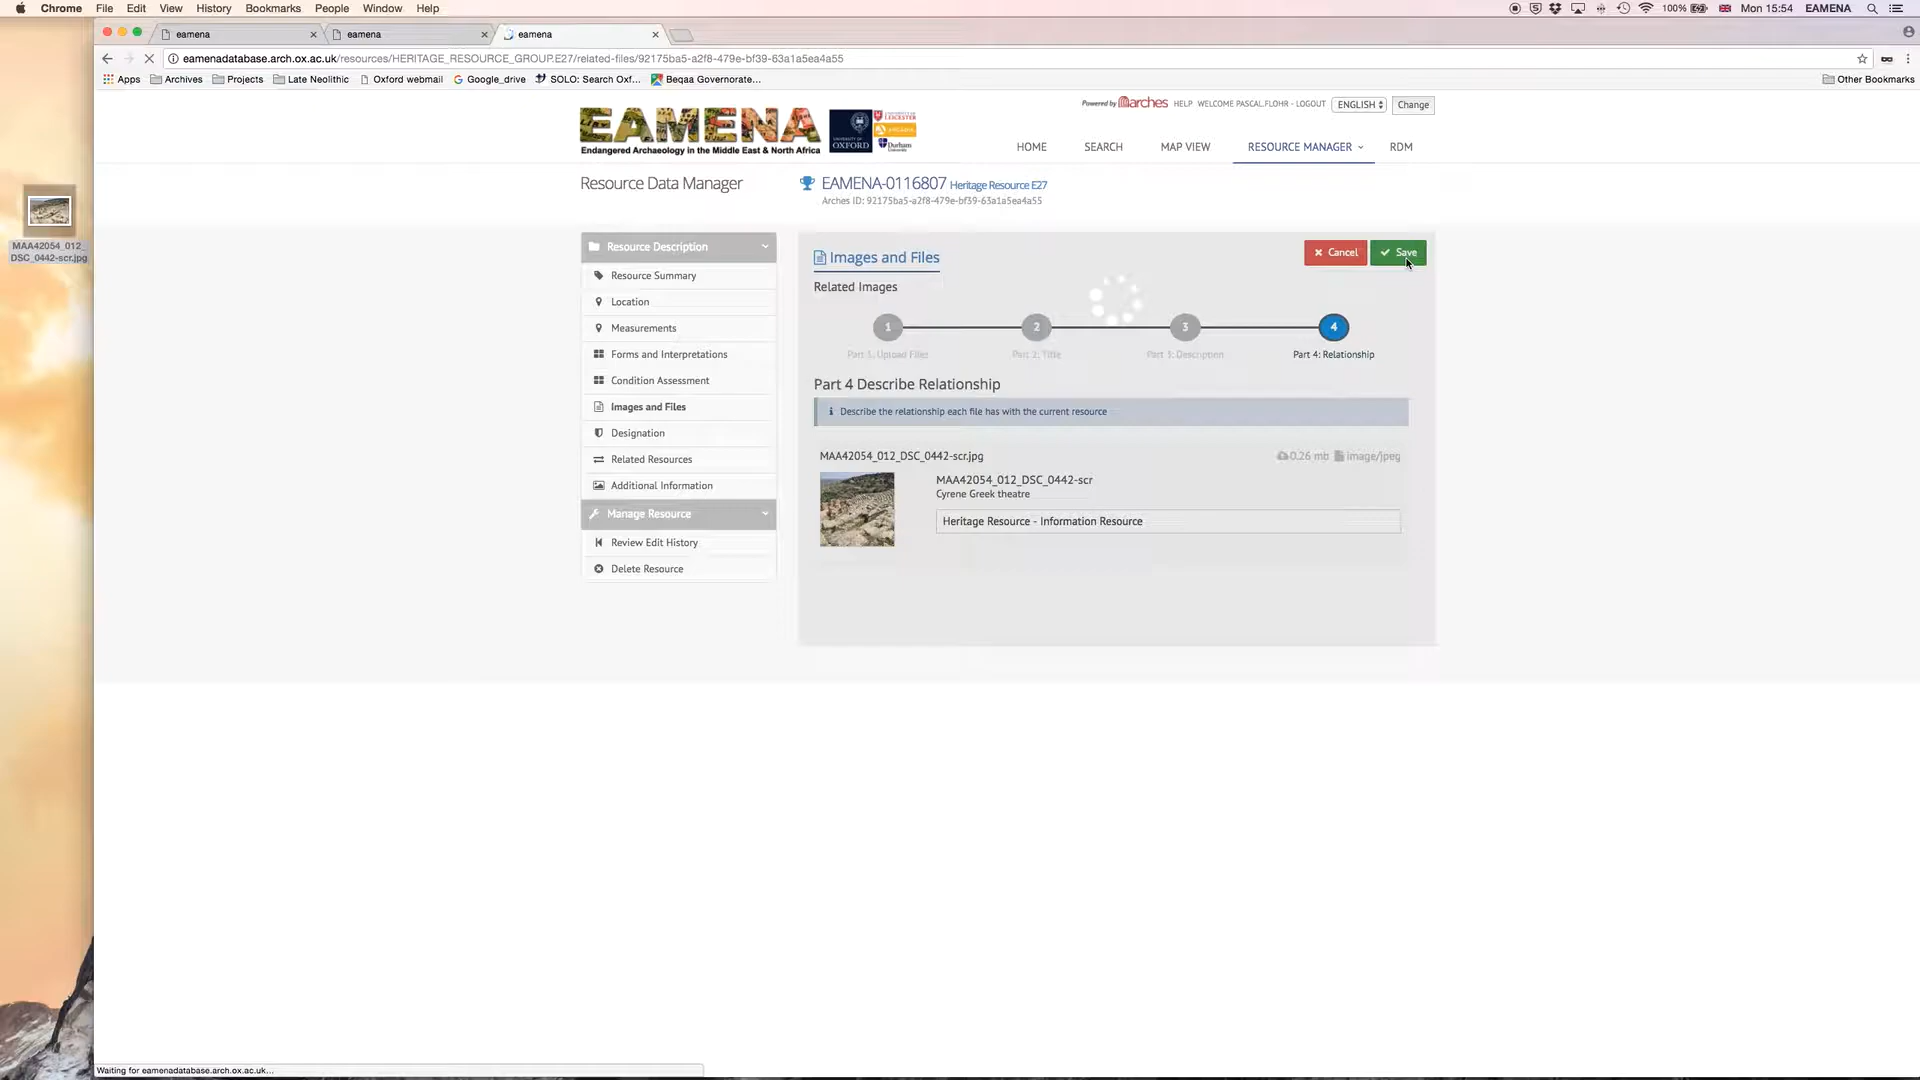 Chrome File Edit View History Bookmarks People Window Help 100% Mon 15:54 EAMENA
eamena eamena eamena
eamenadatabase.arch.ox.ac.uk/resources/HERITAGE_RESOURCE_GROUP.E27/related-files/92175ba5-a2f8-479e-bf39-63a1a5ea4a55
Apps Archives Projects Late Neolithic Oxford webmail Google_drive SOLO: Search Oxf... Beqaa Governorate... Other Bookmarks
Powered by arches HELP WELCOME PASCAL.FLOHR - LOGOUT ENGLISH Change
EAMENA
Endangered Archaeology in the Middle East & North Africa
UNIVERSITY OF OXFORD
UNIVERSITY OF LEICESTER
Durham University
HOME SEARCH MAP VIEW RESOURCE MANAGER RDM
Resource Data Manager
EAMENA-0116807 Heritage Resource E27
Arches ID: 92175ba5-a2f8-479e-bf39-63a1a5ea4a55
MAA42054_012_
DSC_0442-scr.jpg
Resource Description
Resource Summary
Location
Measurements
Forms and Interpretations
Condition Assessment
Images and Files
Designation
Related Resources
Additional Information
Manage Resource
Review Edit History
Delete Resource
Images and Files
Cancel Save
Related Images
1 2 3 4
Part 1: Upload Files Part 2: Title Part 3: Description Part 4: Relationship
Part 4 Describe Relationship
Describe the relationship each file has with the current resource
MAA42054_012_DSC_0442-scr.jpg 0.26 mb image/jpeg
MAA42054_012_DSC_0442-scr
Cyrene Greek theatre
Heritage Resource - Information Resource
Waiting for eamenadatabase.arch.ox.ac.uk...